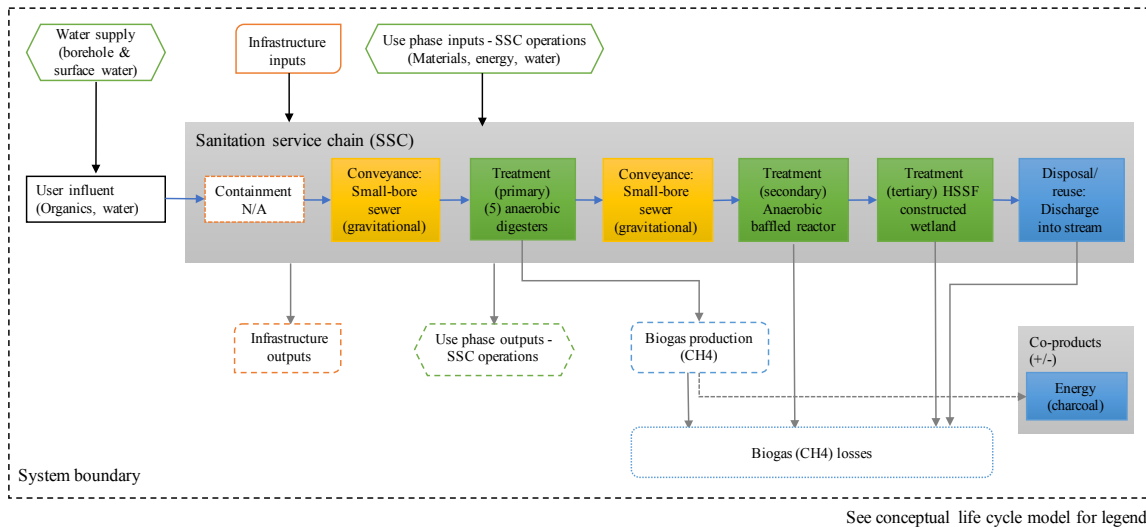 Water supply
(borehole &
surface water)
Infrastructure
inputs
Use phase inputs - SSC operations
(Materials, energy, water)
Sanitation service chain (SSC)
User influent
(Organics, water)
Containment
N/A
Conveyance:
Small-bore
sewer
(gravitational)
Treatment
(primary)
(5) anaerobic
digesters
Conveyance:
Small-bore
sewer
(gravitational)
Treatment
(secondary)
Anaerobic
baffled reactor
Treatment
(tertiary) HSSF
constructed
wetland
Disposal/
reuse:
Discharge
into stream
Infrastructure
outputs
Use phase outputs -
SSC operations
Biogas production
(CH4)
Co-products
(+/-)
Energy
(charcoal)
Biogas (CH4) losses
System boundary
See conceptual life cycle model for legend